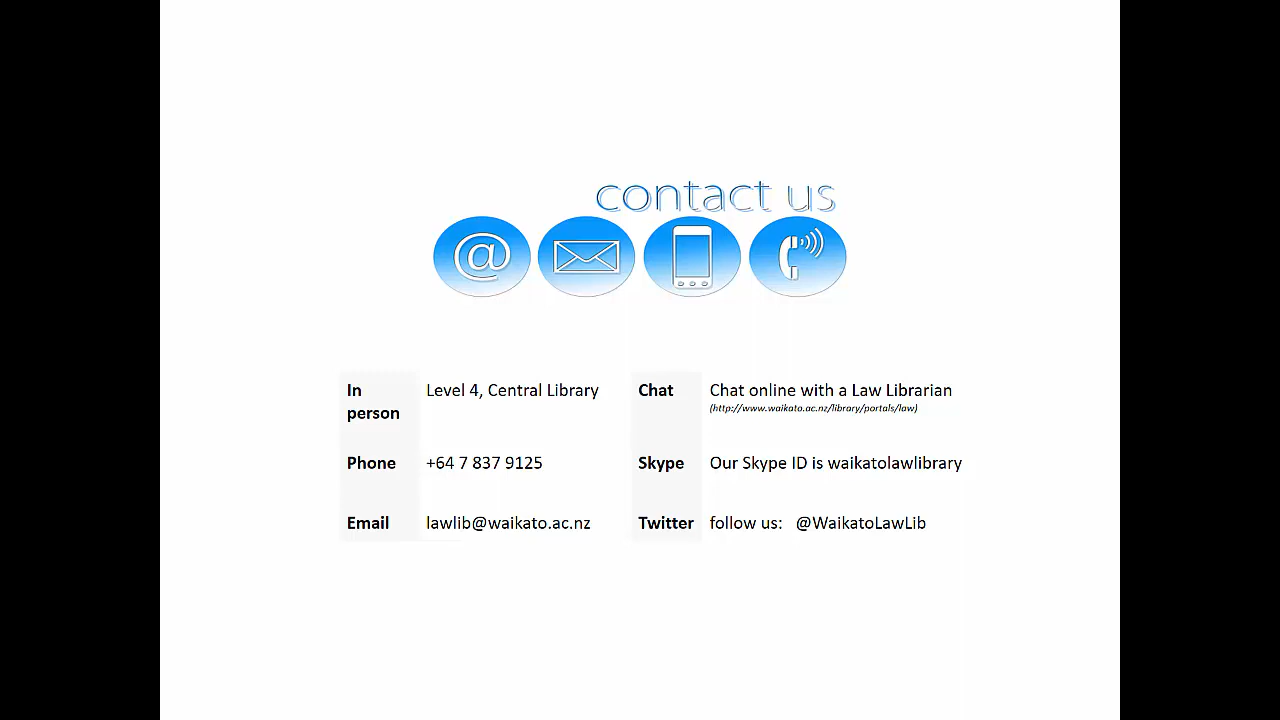 contact us
@
In person
Level 4, Central Library
Chat
Chat online with a Law Librarian
(http://www.waikato.ac.nz/library/portals/law)
Phone
+64 7 837 9125
Skype
Our Skype ID is waikatolawlibrary
Email
lawlib@waikato.ac.nz
Twitter
follow us: @WaikatoLawLib